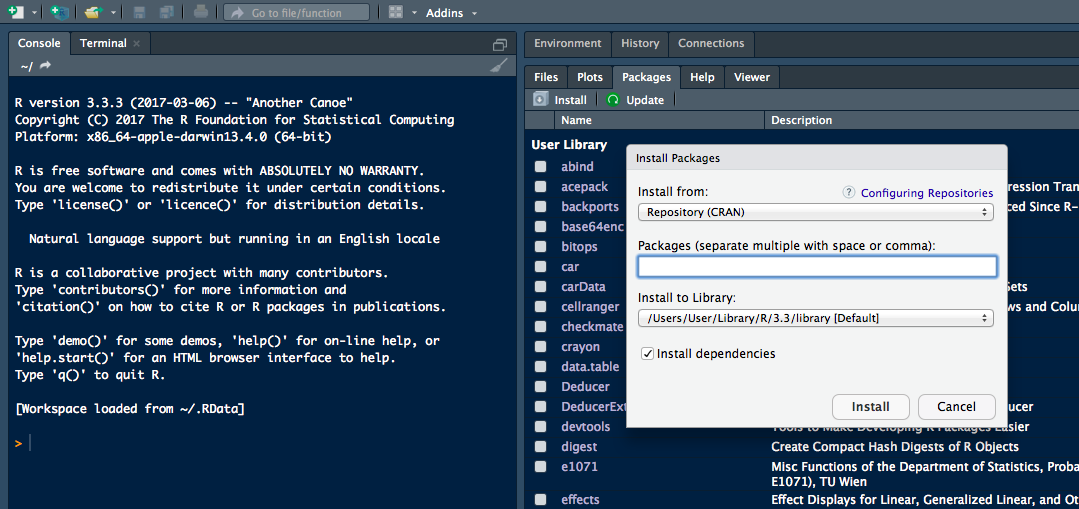 Go to file/function
Addins
Console
Terminal
~/
R version 3.3.3 (2017-03-06) -- "Another Canoe"
Copyright (C) 2017 The R Foundation for Statistical Computing
Platform: x86_64-apple-darwin13.4.0 (64-bit)
R is free software and comes with ABSOLUTELY NO WARRANTY.
You are welcome to redistribute it under certain conditions.
Type 'license()' or 'licence()' for distribution details.
Natural language support but running in an English locale
R is a collaborative project with many contributors.
Type 'contributors()' for more information and
'citation()' on how to cite R or R packages in publications.
Type 'demo()' for some demos, 'help()' for on-line help, or
'help.start()' for an HTML browser interface to help.
Type 'q()' to quit R.
[Workspace loaded from ~/.RData]
>
Environment History Connections
Files Plots Packages Help Viewer
Install Update
Name Description
User Library
abind
acepack
backports
base64enc
bitops
car
carData
cellranger
checkmate
crayon
data.table
Deducer
DeducerExt
devtools
digest Create Compact Hash Digests of R Objects
e1071 Misc Functions of the Department of Statistics, Proba
E1071), TU Wien
effects Effect Displays for Linear, Generalized Linear, and Ot
Install Packages
Install from:
? Configuring Repositories
Repository (CRAN)
Packages (separate multiple with space or comma):
Install to Library:
/Users/User/Library/R/3.3/library [Default]
Install dependencies
Install
Cancel
ression Tran
ced Since R-
Sets
ws and Colu
ucer
Tools to Make Developing R Packages Easier